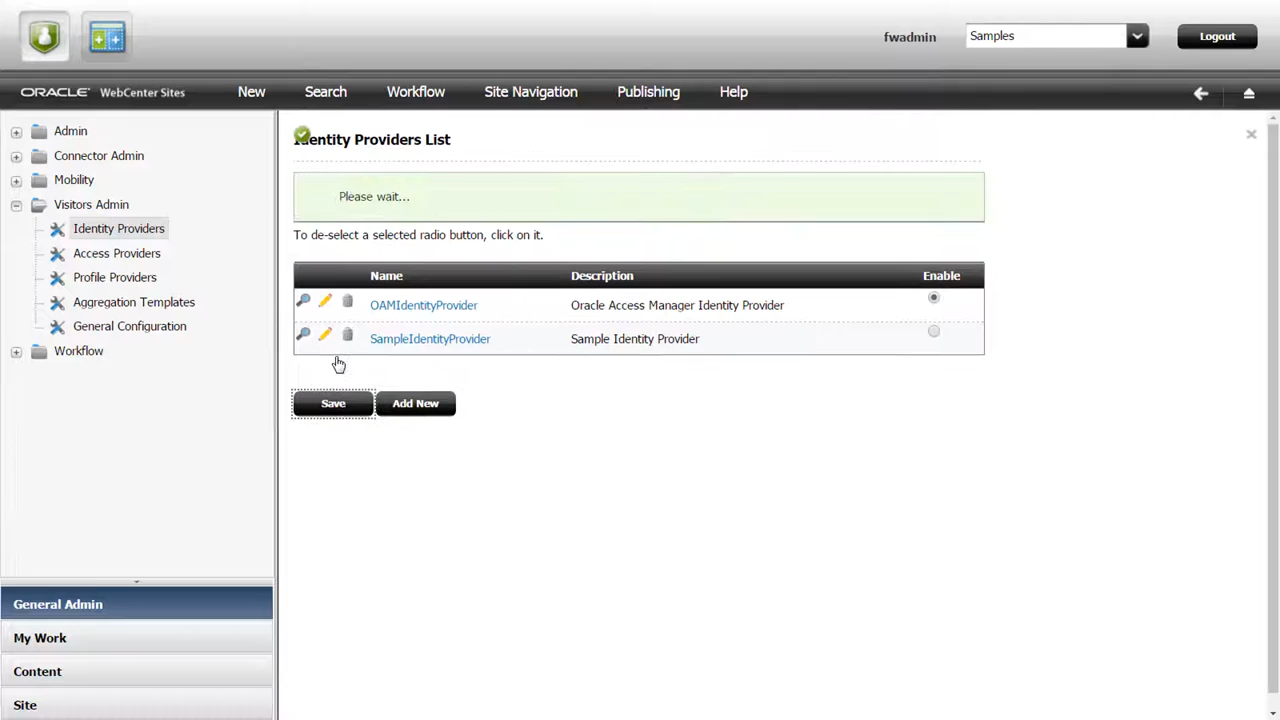 fwadmin
Samples
Logout
ORACLE WebCenter Sites
New
Search
Workflow
Site Navigation
Publishing
Help
Admin
Connector Admin
Mobility
Visitors Admin
Identity Providers
Access Providers
Profile Providers
Aggregation Templates
General Configuration
Workflow
General Admin
My Work
Content
Site
Identity Providers List
Please wait...
To de-select a selected radio button, click on it.
Name Description Enable
OAMIdentityProvider Oracle Access Manager Identity Provider
SampleIdentityProvider Sample Identity Provider
Save Add New